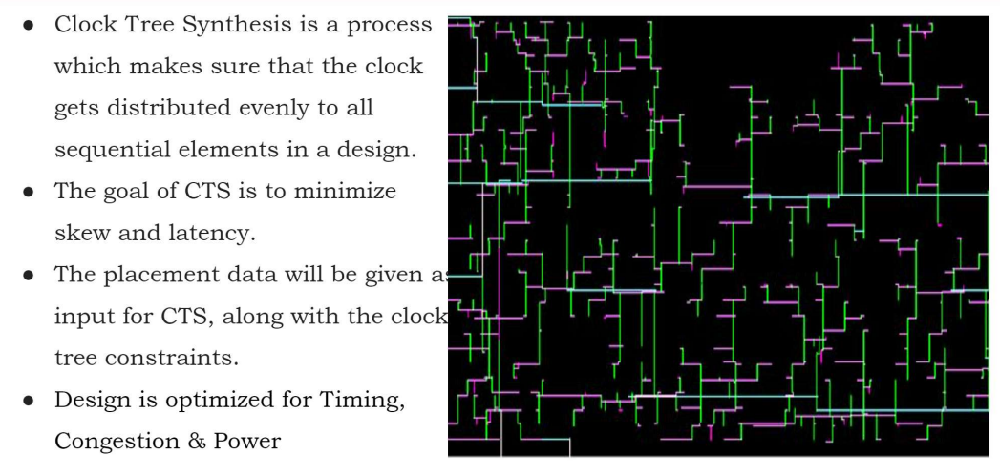 ● Clock Tree Synthesis is a process
which makes sure that the clock
gets distributed evenly to all
sequential elements in a design.
● The goal of CTS is to minimize
skew and latency.
● The placement data will be given as
input for CTS, along with the clock
tree constraints.
● Design is optimized for Timing,
Congestion & Power